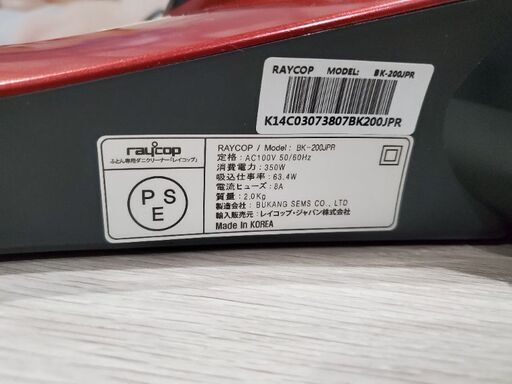 RAYCOP MODEL: BK-200JPR
K14C03073807BK200JPR
raycop
ふとん専用ダニクリーナー「レイコップ」
PS
E
RAYCOP / Model: BK-200JPR
定格：AC100V 50/60Hz
消費電力：350W
吸込仕事率：63.4W
電流ヒューズ：8A
質量：2.0Kg
製造会社：BUKANG SEMS CO., LTD
輸入販売元：レイコップ・ジャパン株式会社
Made in KOREA